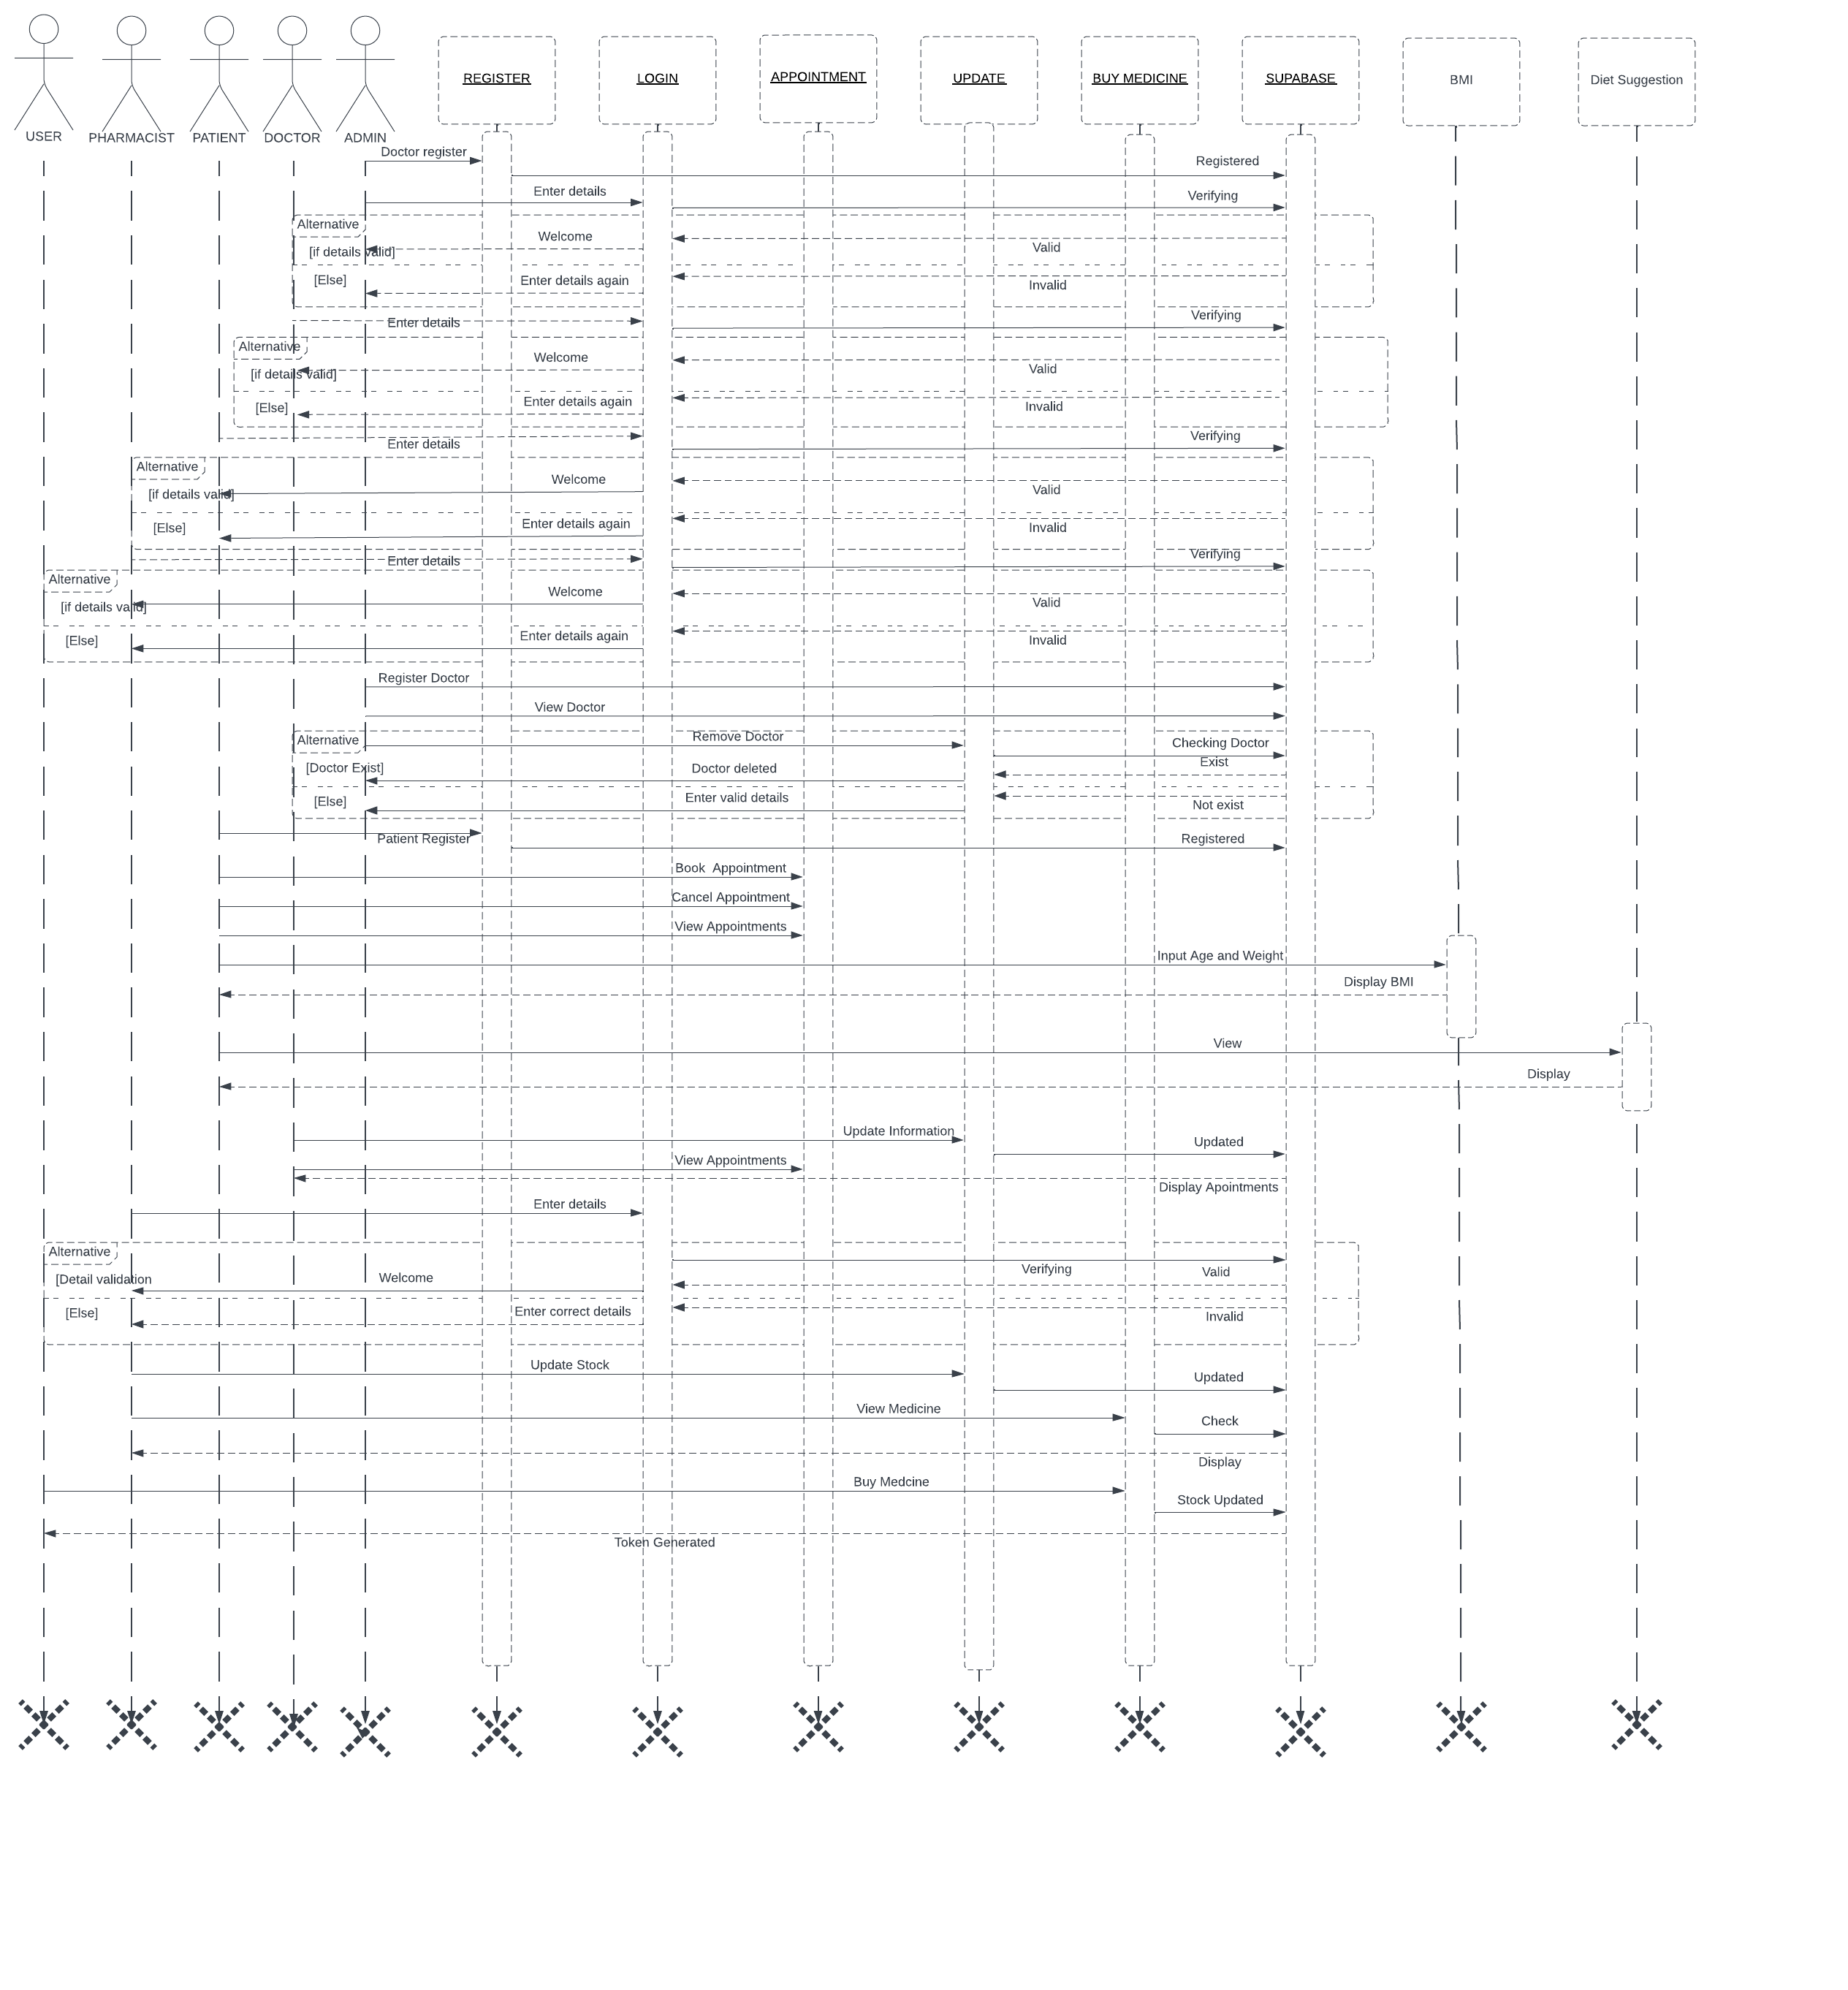 USER
PHARMACIST
PATIENT
DOCTOR
ADMIN
REGISTER
LOGIN
APPOINTMENT
UPDATE
BUY MEDICINE
SUPABASE
BMI
Diet Suggestion
Doctor register
Registered
Enter details
Verifying
Alternative
Welcome
[if details valid]
Valid
[Else]
Enter details again
Invalid
Enter details
Verifying
Alternative
Welcome
[if details valid]
Valid
[Else]
Enter details again
Invalid
Enter details
Verifying
Alternative
Welcome
[if details valid]
Valid
[Else]
Enter details again
Invalid
Enter details
Verifying
Alternative
Welcome
[if details valid]
Valid
[Else]
Enter details again
Invalid
Register Doctor
View Doctor
Alternative
Remove Doctor
Checking Doctor
[Doctor Exist]
Doctor deleted
Exist
[Else]
Enter valid details
Not exist
Patient Register
Registered
Book  Appointment
Cancel Appointment
View Appointments
Input Age and Weight
Display BMI
View
Display
Update Information
Updated
View Appointments
Display Apointments
Enter details
Alternative
Verifying
Valid
[Detail validation
Welcome
[Else]
Enter correct details
Invalid
Update Stock
Updated
View Medicine
Check
Display
Buy Medcine
Stock Updated
Token Generated